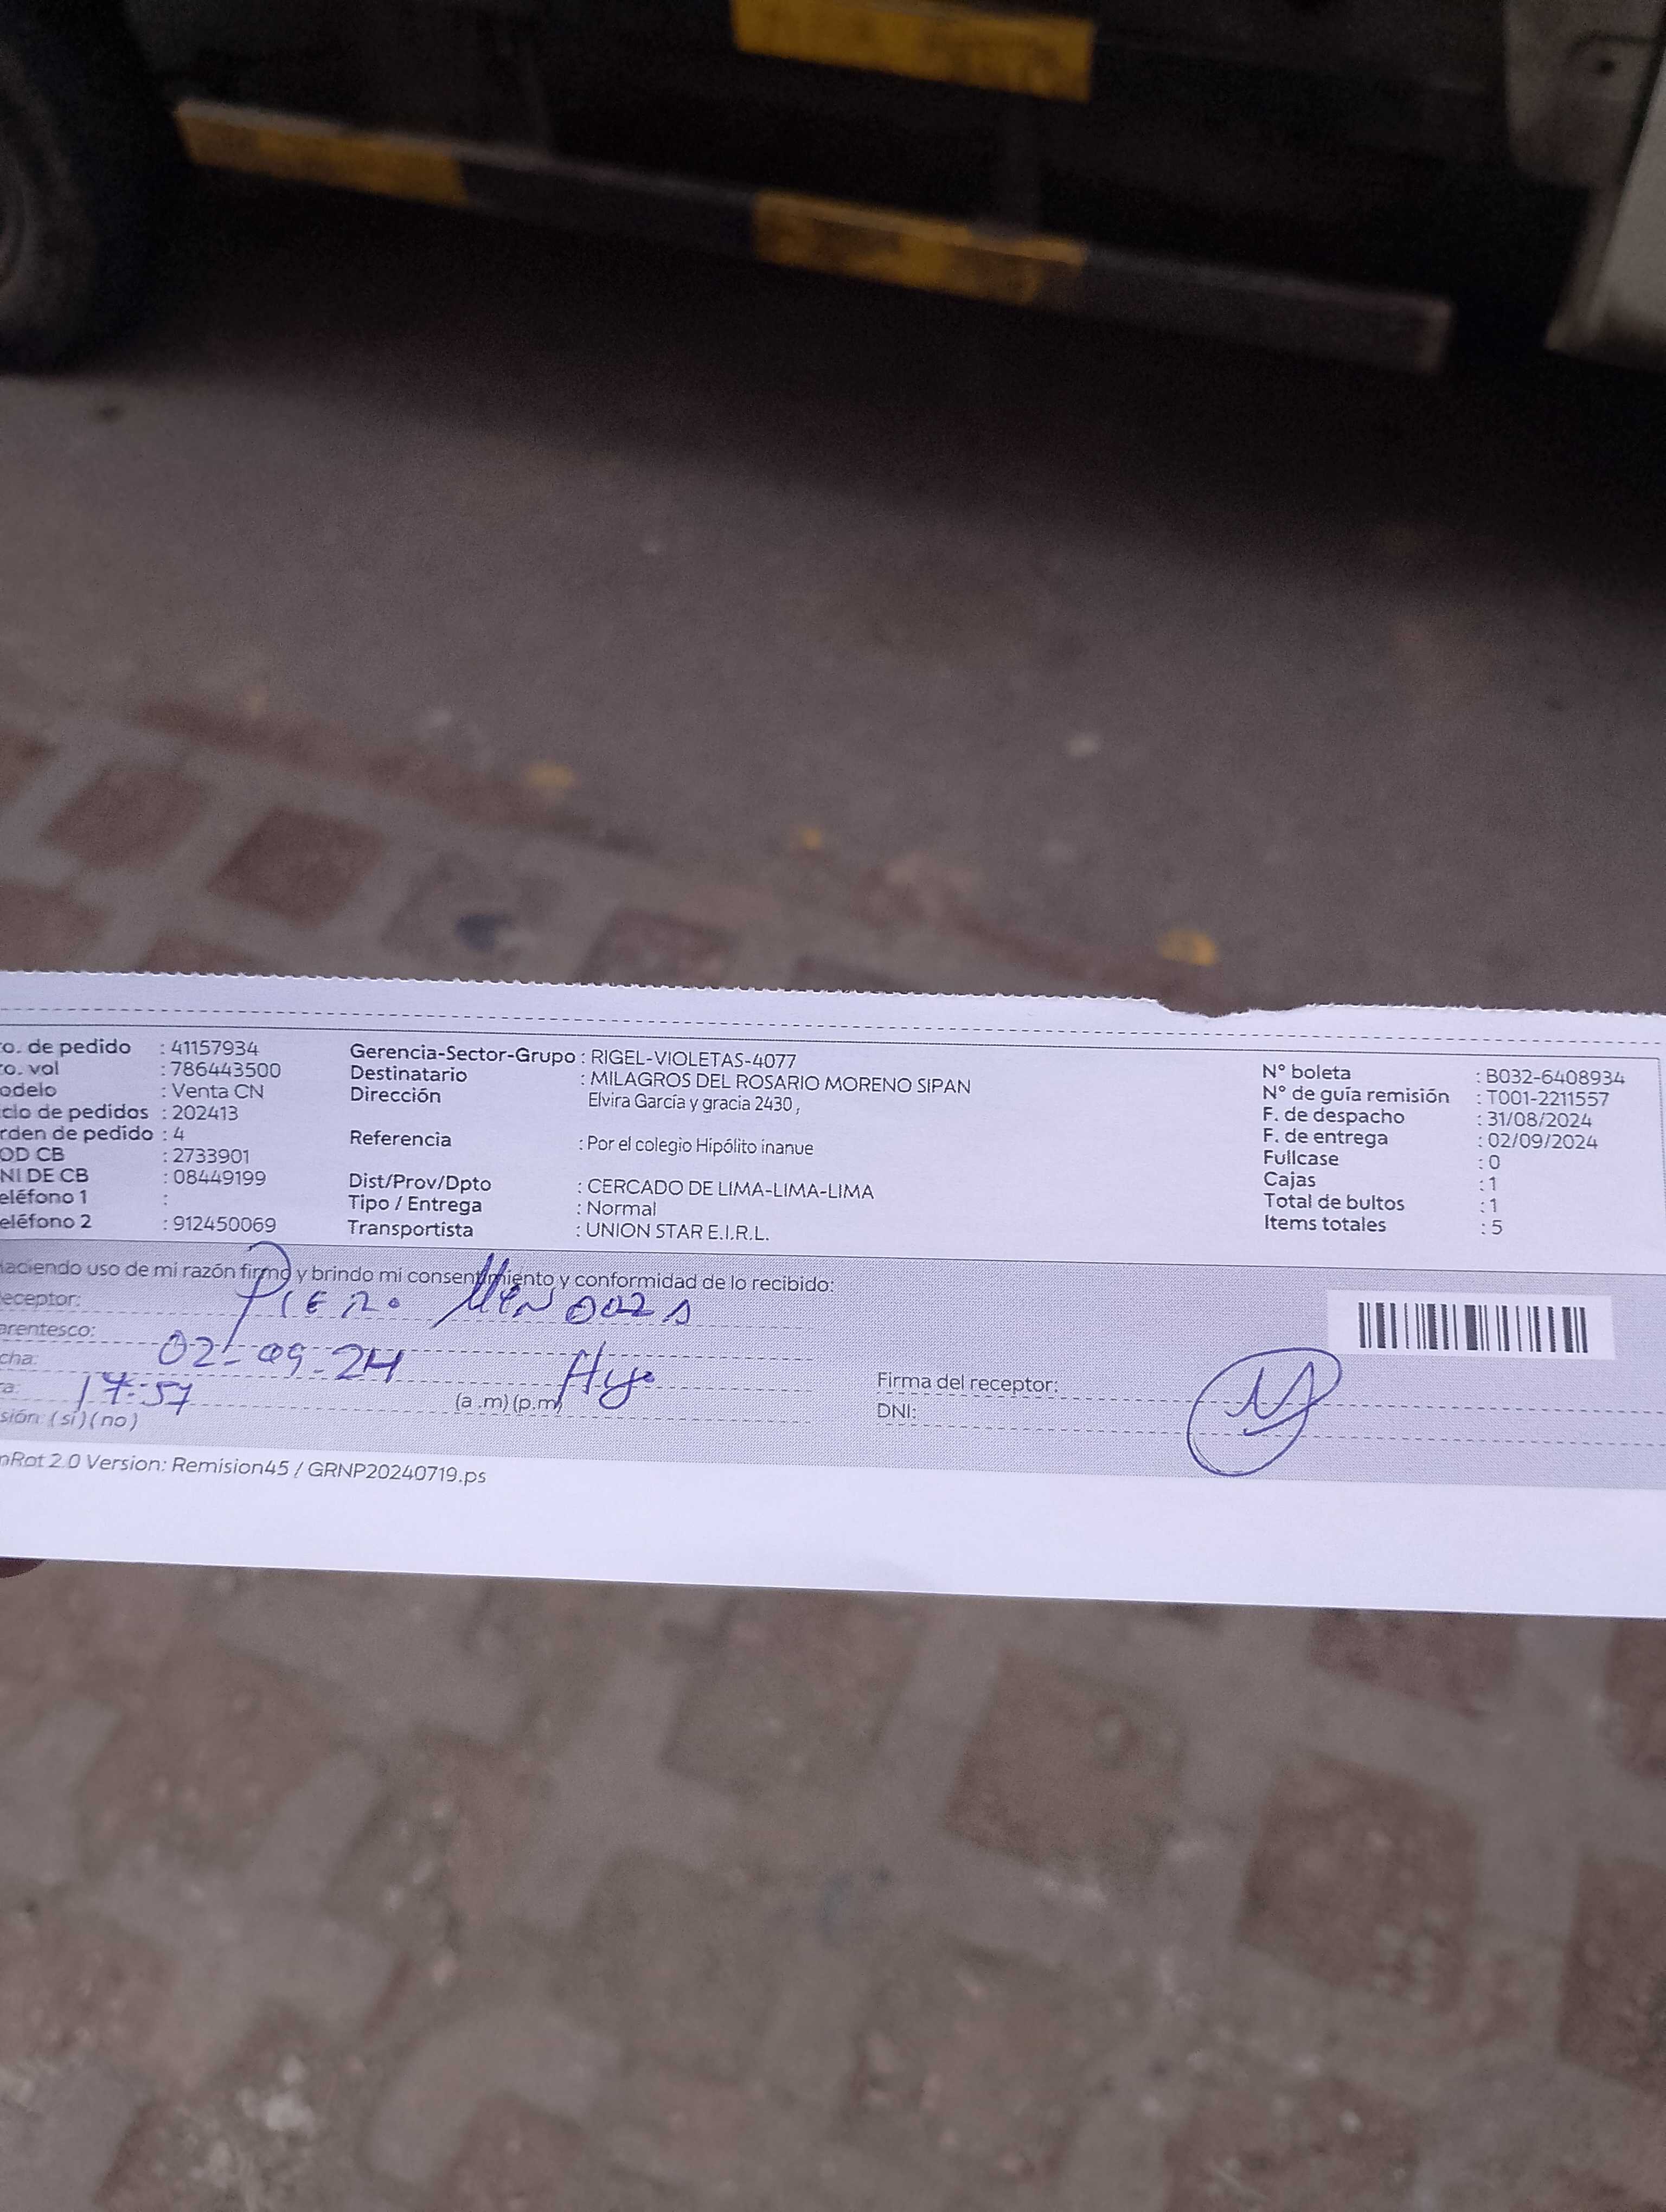 o. de pedido : 41157934
o. vol : 786443500
odelo : Venta CN
clo de pedidos : 202413
rden de pedido : 4
OD CB : 2733901
NI DE CB : 08449199
eléfono 1 :
eléfono 2 : 912450069
Gerencia-Sector-Grupo : RIGEL-VIOLETAS-4077
Destinatario : MILAGROS DEL ROSARIO MORENO SIPAN
Dirección Elvira García y gracia 2430 ,
Referencia : Por el colegio Hipólito inanue
Dist/Prov/Dpto : CERCADO DE LIMA-LIMA-LIMA
Tipo / Entrega : Normal
Transportista : UNION STAR E.I.R.L.
N° boleta : B032-6408934
N° de guía remisión : T001-2211557
F. de despacho : 31/08/2024
F. de entrega : 02/09/2024
Fullcase : 0
Cajas : 1
Total de bultos : 1
Items totales : 5
aciendo uso de mi razón firmo y brindo mi consentimiento y conformidad de lo recibido:
eceptor: Piero Mendoza
arentesco:
cha: 02-09-24
a: 17:57 (a .m) (p.m)
sión: ( si ) ( no )
Firma del receptor:
DNI:
nRot 2.0 Version: Remision45 / GRNP20240719.ps